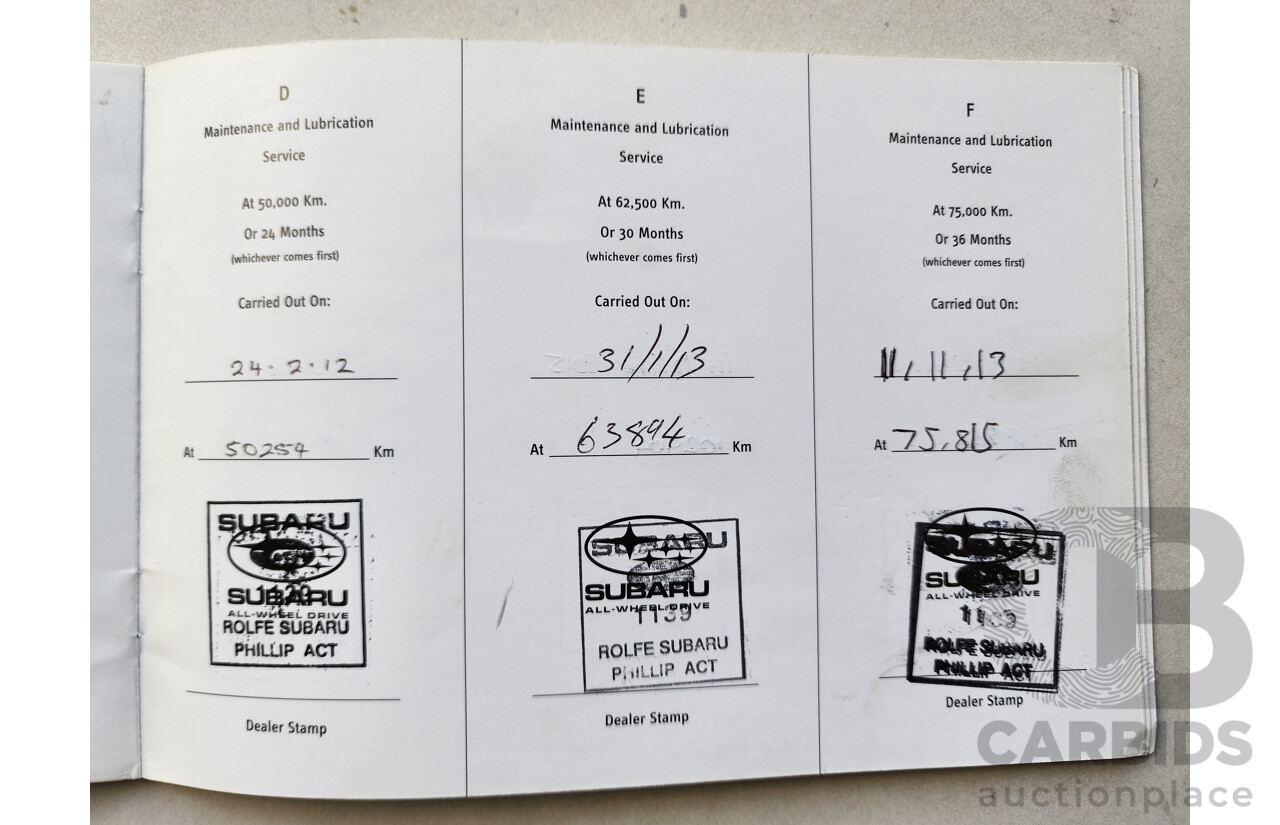 D
Maintenance and Lubrication
Service
At 50,000 Km.
Or 24 Months
(whichever comes first)
Carried Out On:
24·2·12
At 50254 Km
SUBARU
SUBARU
ALL-WHEEL DRIVE
ROLFE SUBARU
PHILLIP ACT
Dealer Stamp
E
Maintenance and Lubrication
Service
At 62,500 Km.
Or 30 Months
(whichever comes first)
Carried Out On:
31/1/13
At 63894 Km
SUBARU
SUBARU
ALL-WHEEL DRIVE
1139
ROLFE SUBARU
PHILLIP ACT
Dealer Stamp
F
Maintenance and Lubrication
Service
At 75,000 Km.
Or 36 Months
(whichever comes first)
Carried Out On:
11,11,13
At 75,815 Km
SUBARU
SUBARU
ALL-WHEEL DRIVE
ROLFE SUBARU
PHILLIP ACT
Dealer Stamp
B
CARBIDS
auctionplace